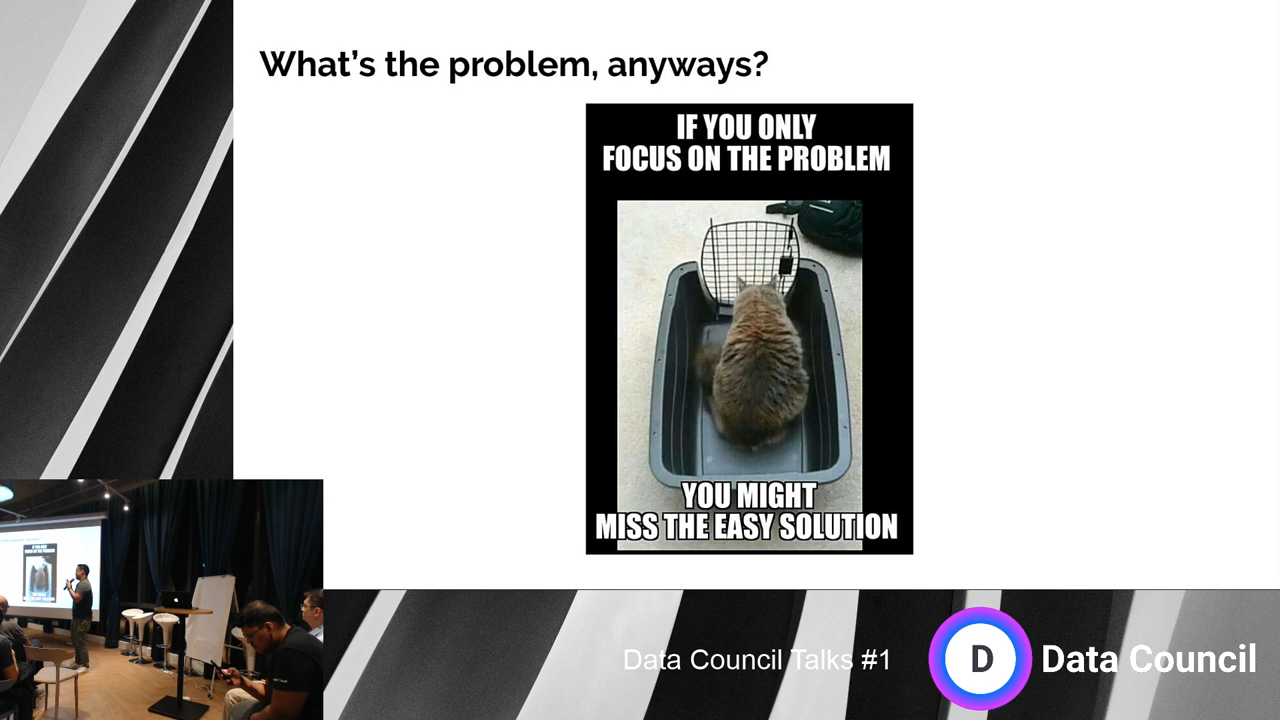 What's the problem, anyways?
IF YOU ONLY
FOCUS ON THE PROBLEM
YOU MIGHT
MISS THE EASY SOLUTION
Data Council Talks #1
D
Data Council